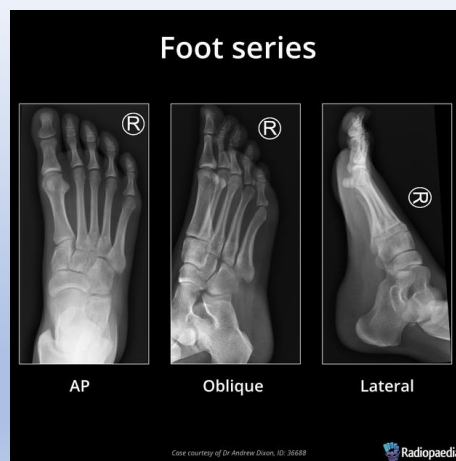 Foot series
R
R
R
AP
Oblique
Lateral
Case courtesy of Dr Andrew Dixon, ID: 36688
Radiopaedia